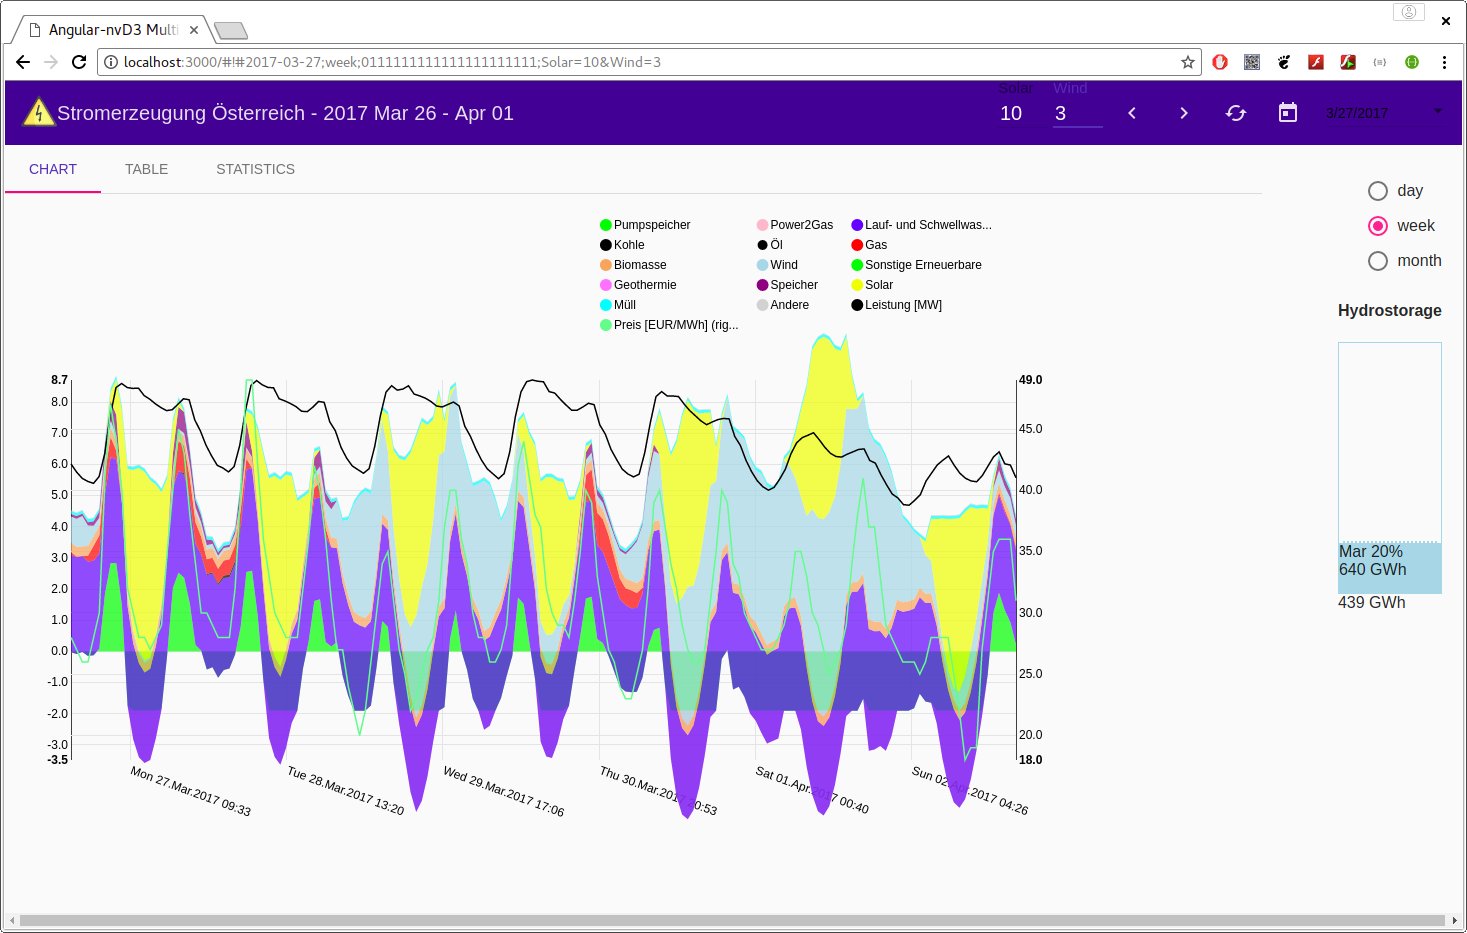 Angular-nvD3 Multi
localhost:3000/#!#2017-03-27;week;0111111111111111111111;Solar=10&Wind=3
Solar Wind
Stromerzeugung Österreich - 2017 Mar 26 - Apr 01 10 3 3/27/2017
CHART TABLE STATISTICS
day
week
month
Pumpspeicher Power2Gas Lauf- und Schwellwas...
Kohle Öl Gas
Biomasse Wind Sonstige Erneuerbare
Geothermie Speicher Solar
Müll Andere Leistung [MW]
Preis [EUR/MWh] (rig...
Hydrostorage
Mar 20%
640 GWh
439 GWh
8.7 49.0
8.0
7.0 45.0
6.0
5.0 40.0
4.0
3.0 35.0
2.0
1.0 30.0
0.0
-1.0 25.0
-2.0
-3.0 20.0
-3.5 18.0
Mon 27.Mar.2017 09:33
Tue 28.Mar.2017 13:20
Wed 29.Mar.2017 17:06
Thu 30.Mar.2017 20:53
Sat 01.Apr.2017 00:40
Sun 02.Apr.2017 04:26